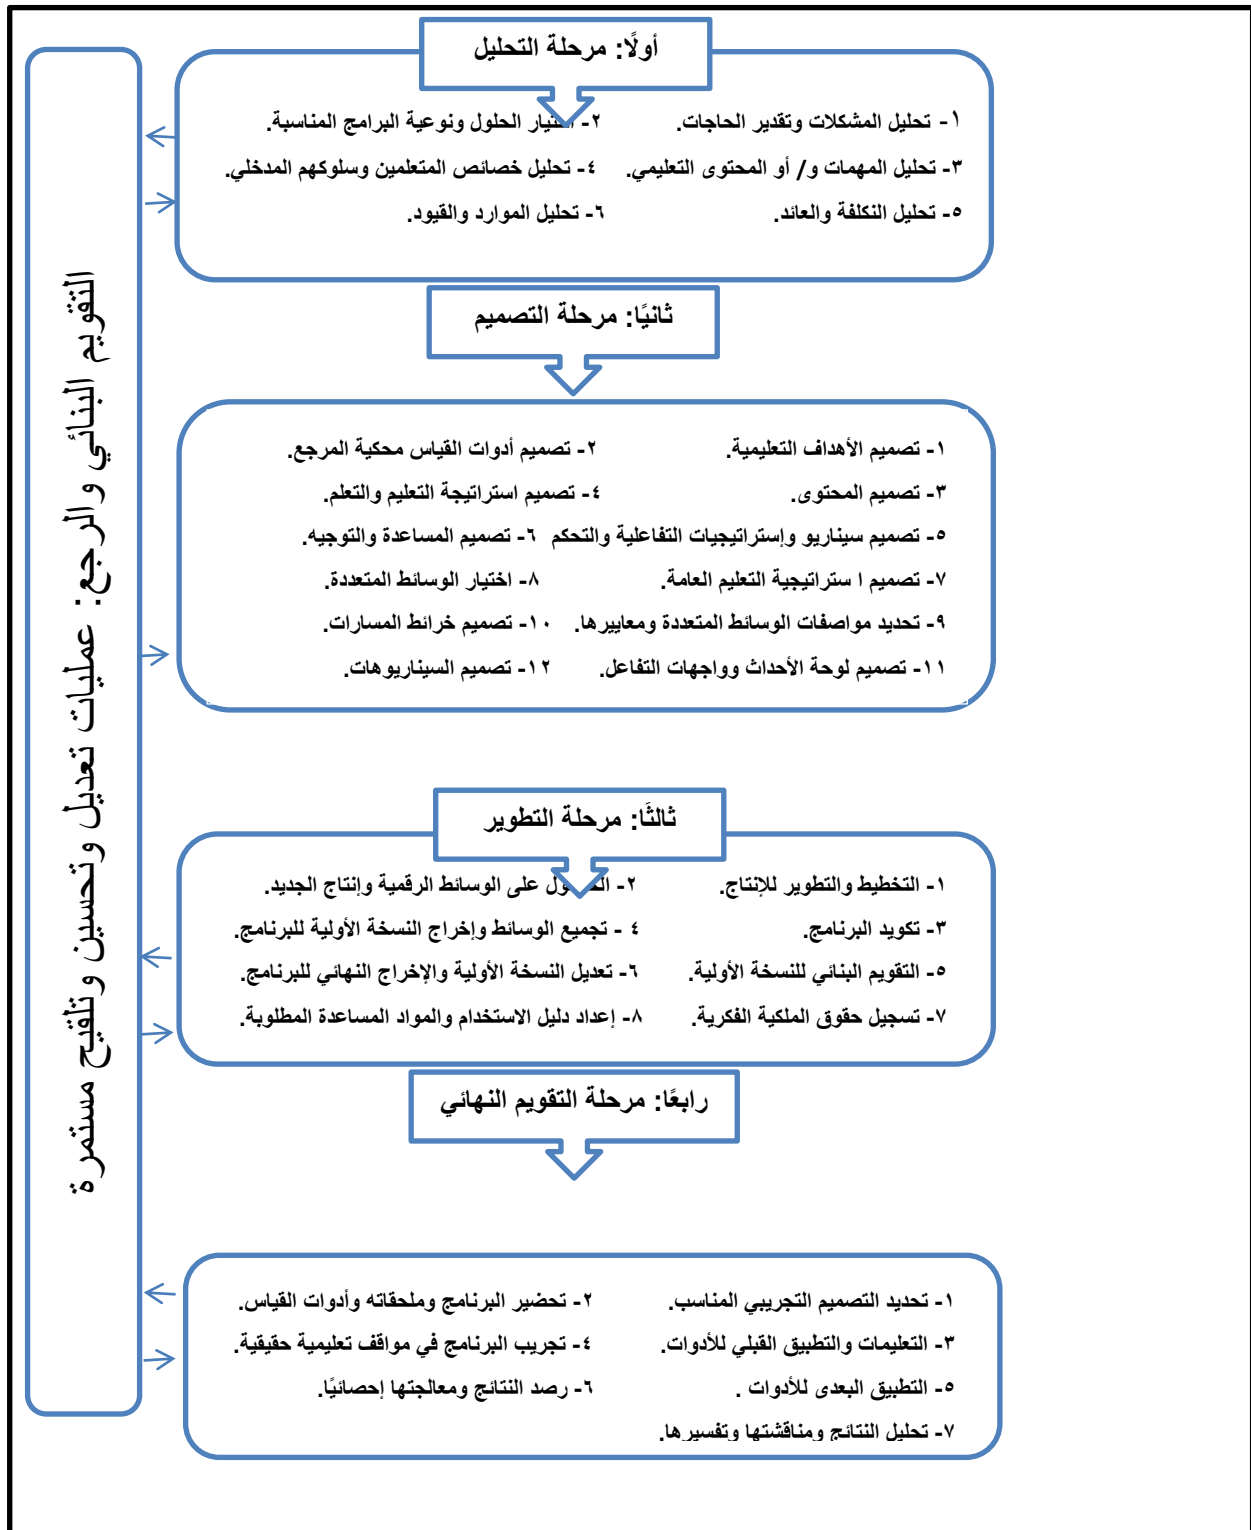 أولًا: مرحلة التحليل
١- تحليل المشكلات وتقدير الحاجات. ٢- الحلول ونوعية البرامج المناسبة.
٣- تحليل المهمات و/ أو المحتوى التعليمي. ٤- تحليل خصائص المتعلمين وسلوكهم المدخلي.
٥- تحليل التكلفة والعائد. ٦- تحليل الموارد والقيود.
ثانيًا: مرحلة التصميم
١- تصميم الأهداف التعليمية. ٢- تصميم أدوات القياس محكية المرجع.
٣- تصميم المحتوى. ٤- تصميم استراتيجة التعليم والتعلم.
٥- تصميم سيناريو وإستراتيجيات التفاعلية والتحكم ٦- تصميم المساعدة والتوجيه.
٧- تصميم ا ستراتيجية التعليم العامة. ٨- اختيار الوسائط المتعددة.
٩- تحديد مواصفات الوسائط المتعددة ومعاييرها. ١٠- تصميم خرائط المسارات.
١١- تصميم لوحة الأحداث وواجهات التفاعل. ١٢- تصميم السيناريوهات.
ثالثًا: مرحلة التطوير
١- التخطيط والتطوير للإنتاج. ٢- على الوسائط الرقمية وإنتاج الجديد.
٣- تكويد البرنامج. ٤ - تجميع الوسائط وإخراج النسخة الأولية للبرنامج.
٥- التقويم البنائي للنسخة الأولية. ٦- تعديل النسخة الأولية والإخراج النهائي للبرنامج.
٧- تسجيل حقوق الملكية الفكرية. ٨- إعداد دليل الاستخدام والمواد المساعدة المطلوبة.
رابعًا: مرحلة التقويم النهائي
١- تحديد التصميم التجريبي المناسب. ٢- تحضير البرنامج وملحقاته وأدوات القياس.
٣- التعليمات والتطبيق القبلي للأدوات. ٤- تجريب البرنامج في مواقف تعليمية حقيقية.
٥- التطبيق البعدى للأدوات . ٦- رصد النتائج ومعالجتها إحصائيًا.
٧- تحليل النتائج ومناقشتها وتفسيرها.
التقويم البنائي والرجع: عمليات تعديل وتحسين وتلقيح مستمرة